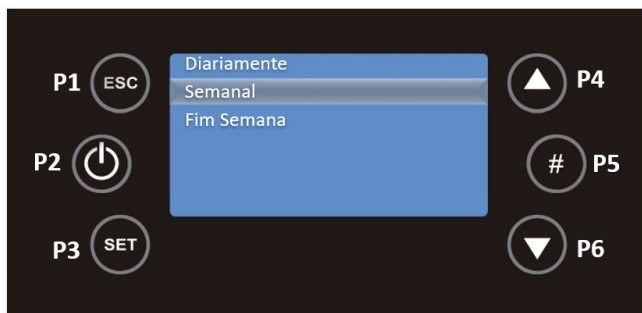 Diariamente
Semanal
Fim Semana
P1 ESC
P2
P3 SET
P4
# P5
P6